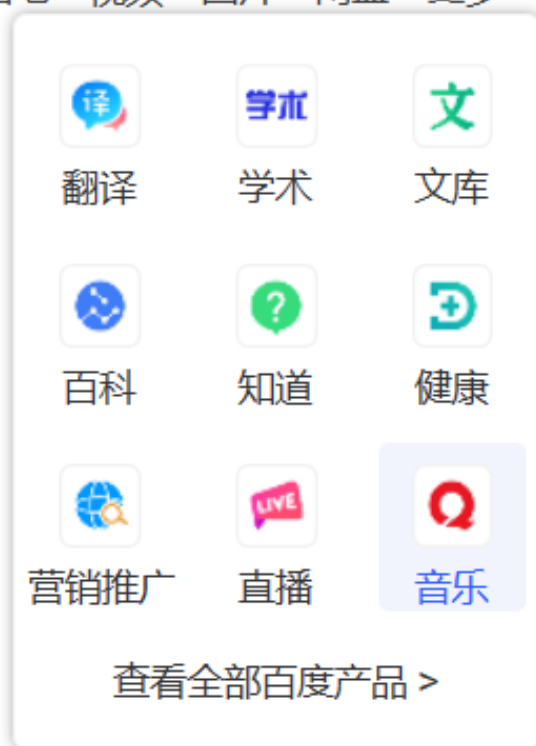 译 学术 文
翻译 学术 文库
?
百科 知道 健康
LIVE
营销推广 直播 音乐
查看全部百度产品 >